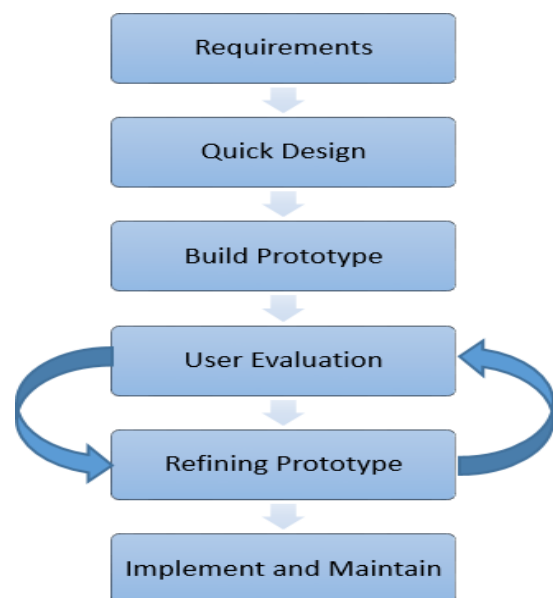 Requirements
Quick Design
Build Prototype
User Evaluation
Refining Prototype
Implement and Maintain